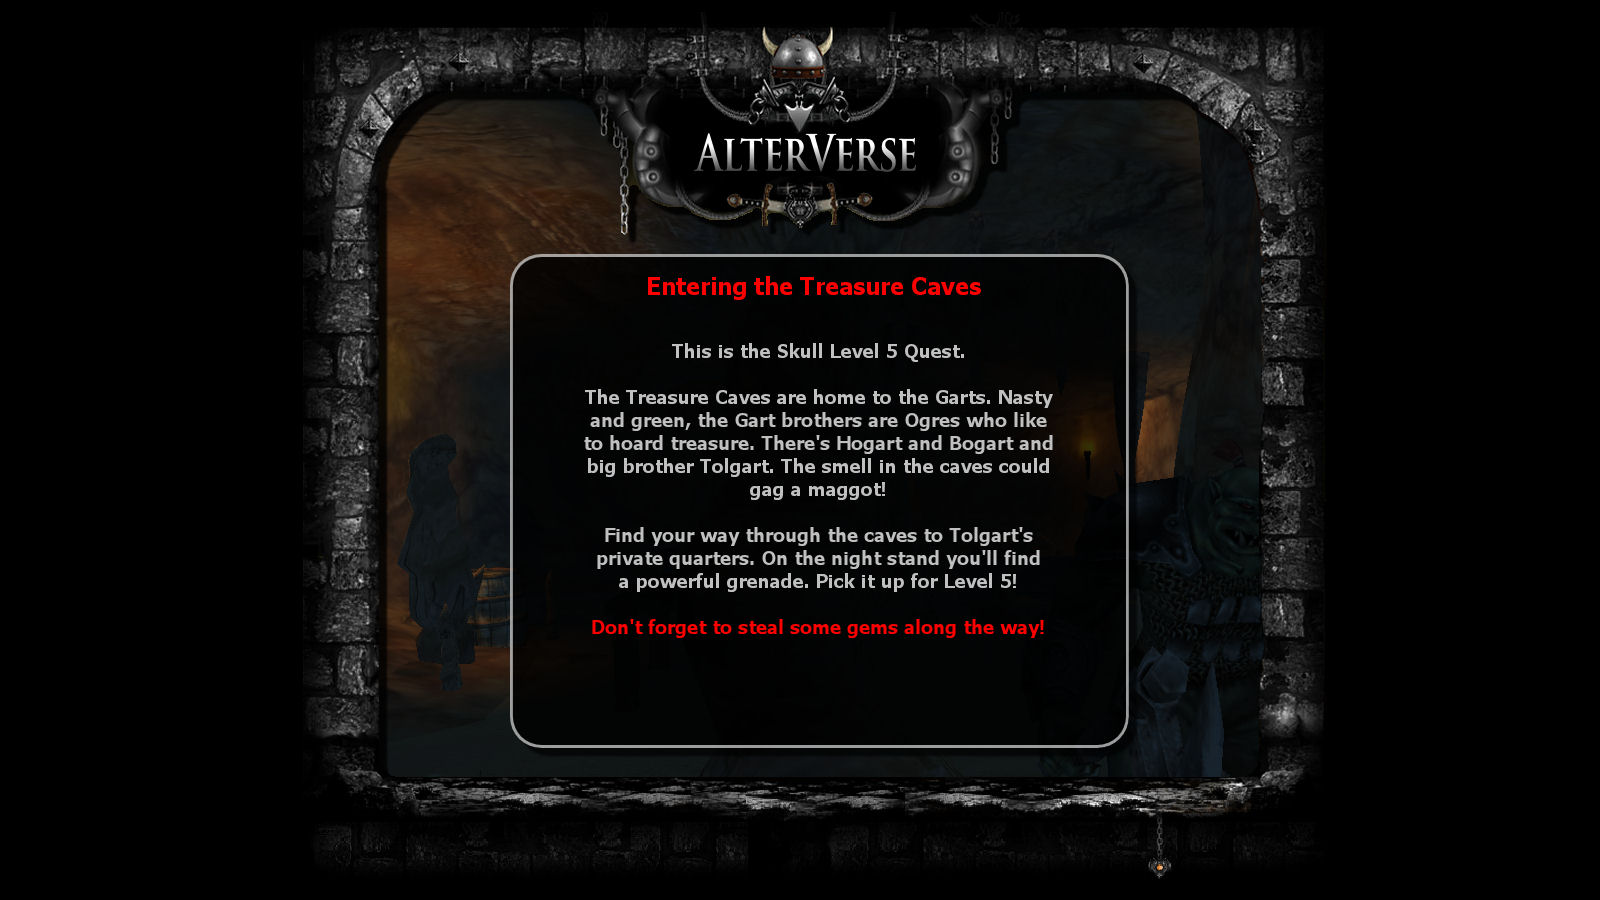 ALTERVERSE
Entering the Treasure Caves
This is the Skull Level 5 Quest.
The Treasure Caves are home to the Garts. Nasty
and green, the Gart brothers are Ogres who like
to hoard treasure. There's Hogart and Bogart and
big brother Tolgart. The smell in the caves could
gag a maggot!
Find your way through the caves to Tolgart's
private quarters. On the night stand you'll find
a powerful grenade. Pick it up for Level 5!
Don't forget to steal some gems along the way!